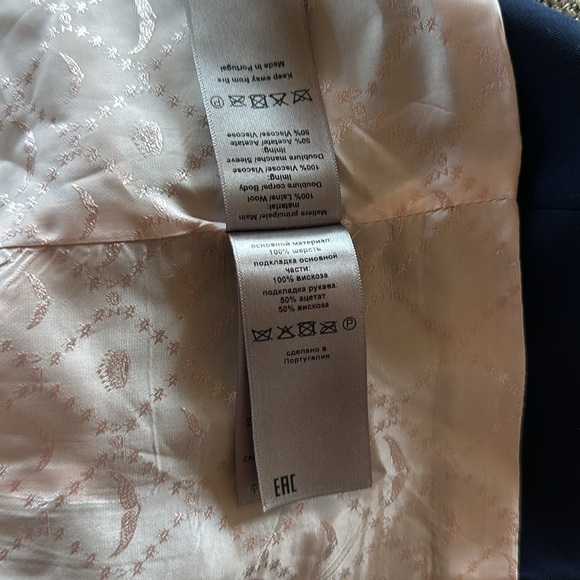 Matière principale/ Main
material:
100% Laine/ Wool
Doublure corps/ Body
lining:
100% Viscose/ Viscose
Doublure manche/ Sleeve
lining:
50% Acetate/ Acetate
50% Viscose/ Viscose
P
Keep away from fire
Made in Portugal
основной материал:
100% шерсть
подкладка основной
части:
100% вискоза
подкладка рукава:
50% ацетат
50% вискоза
P
сделано в
Португалия
EAC